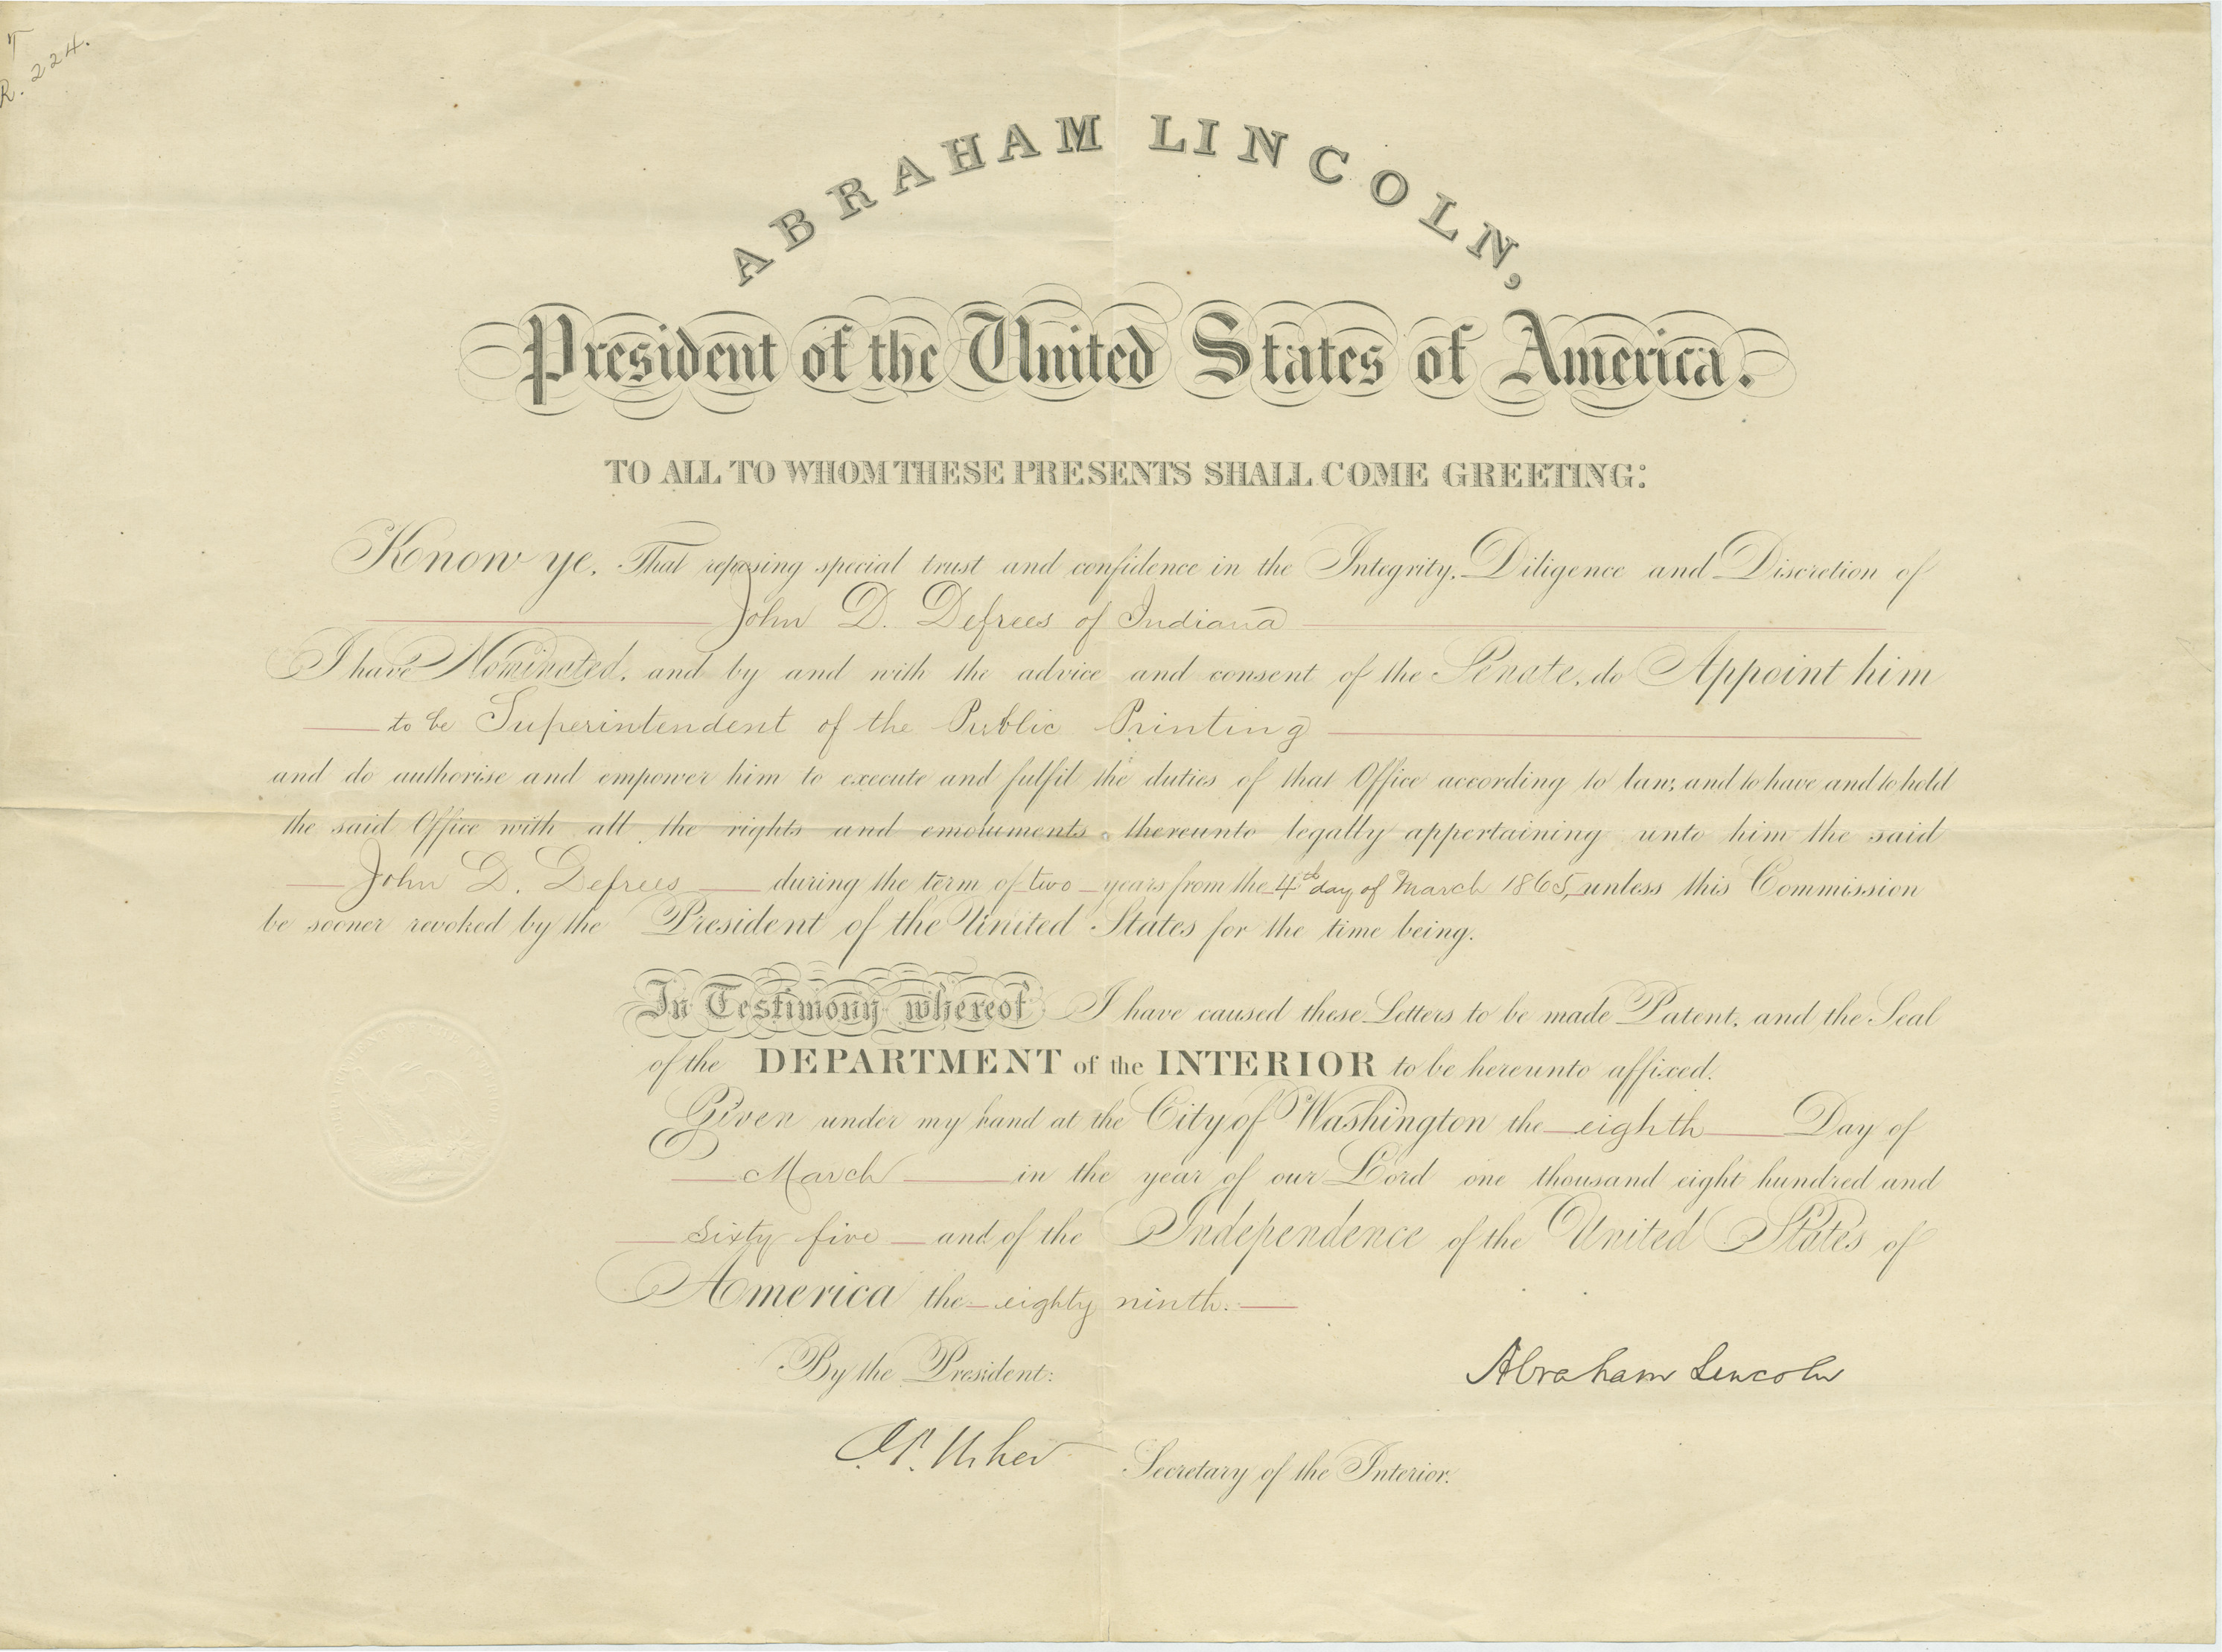 T
R. 224.
ABRAHAM LINCOLN,
President of the United States of America.
TO ALL TO WHOM THESE PRESENTS SHALL COME GREETING:
Know ye, That reposing special trust and confidence in the Integrity, Diligence and Discretion of
John D. Defrees of Indiana
I have Nominated, and by and with the advice and consent of the Senate, do Appoint him
to be Superintendent of the Public Printing
and do authorise and empower him to execute and fulfil the duties of that Office according to law; and to have and to hold
the said Office with all the rights and emoluments thereunto legally appertaining unto him the said
John D. Defrees during the term of two years from the 4th day of March 1865, unless this Commission
be sooner revoked by the President of the United States for the time being.
In Testimony whereof I have caused these Letters to be made Patent, and the Seal
of the DEPARTMENT of the INTERIOR to be hereunto affixed.
Given under my hand at the City of Washington the eighth Day of
March in the year of our Lord one thousand eight hundred and
sixty five and of the Independence of the United States of
America the eighty ninth.
By the President:
Abraham Lincoln
J.P. Usher Secretary of the Interior.